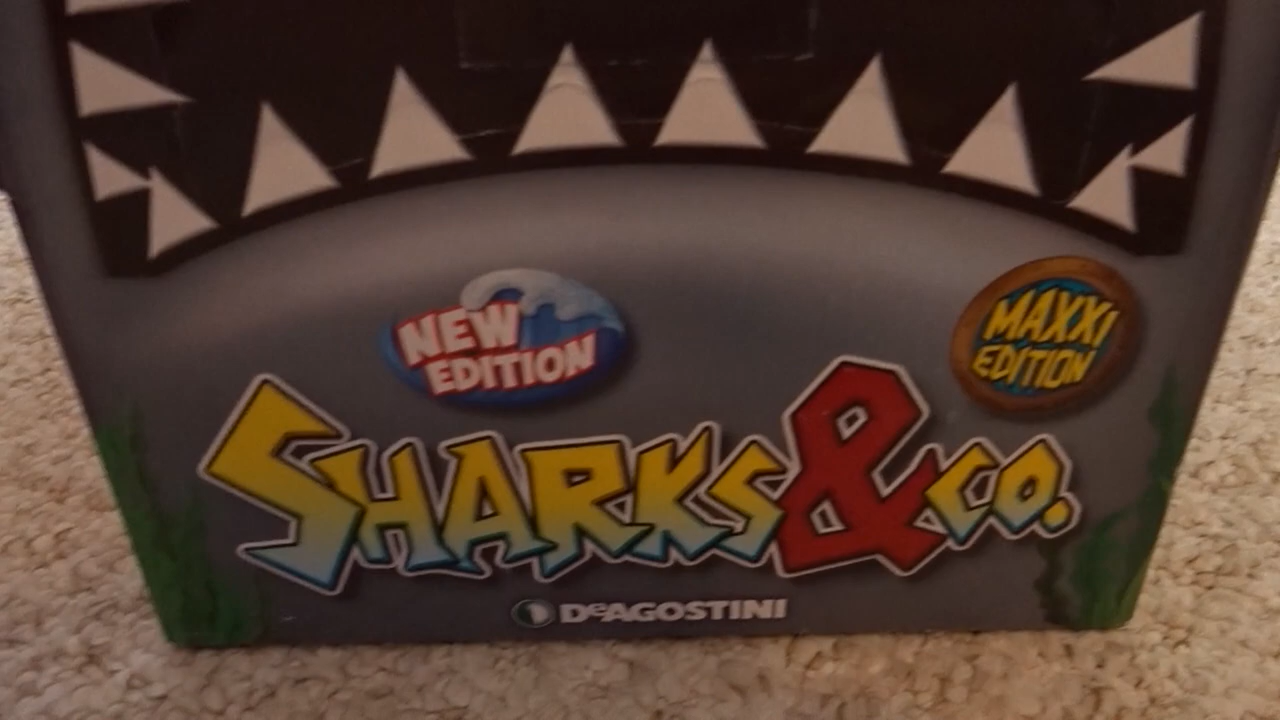 NEW
EDITION
MAXXI
EDITION
SHARKS & CO.
DeAGOSTINI